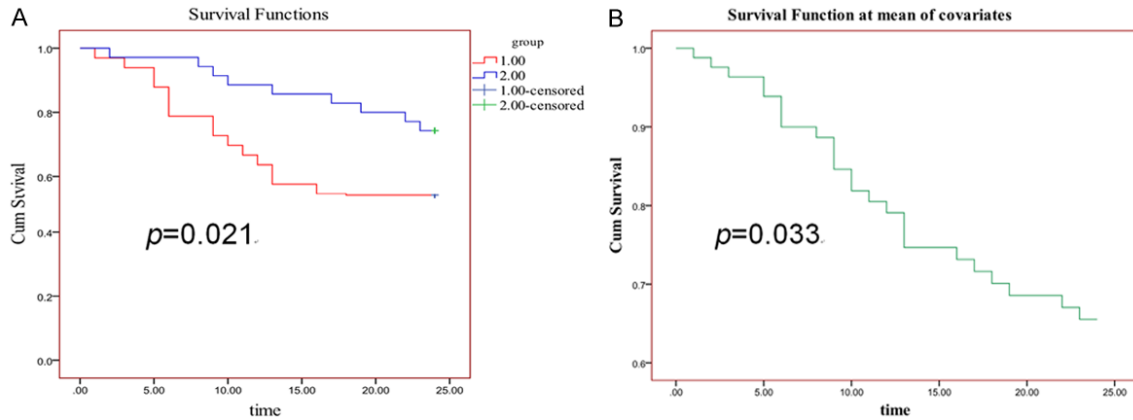 A
Survival Functions
Cum Stvival
1.0
0.8
0.6
0.4
0.2
0.0
.00
5.00
10.00
15.00
20.00
25.00
time
p=0.021
group
1.00
2.00
1.00-censored
2.00-censored
B
Survival Function at mean of covariates
Cum Survival
1.0
0.9
0.8
0.7
0.6
.00
5.00
10.00
15.00
20.00
25.00
time
p=0.033